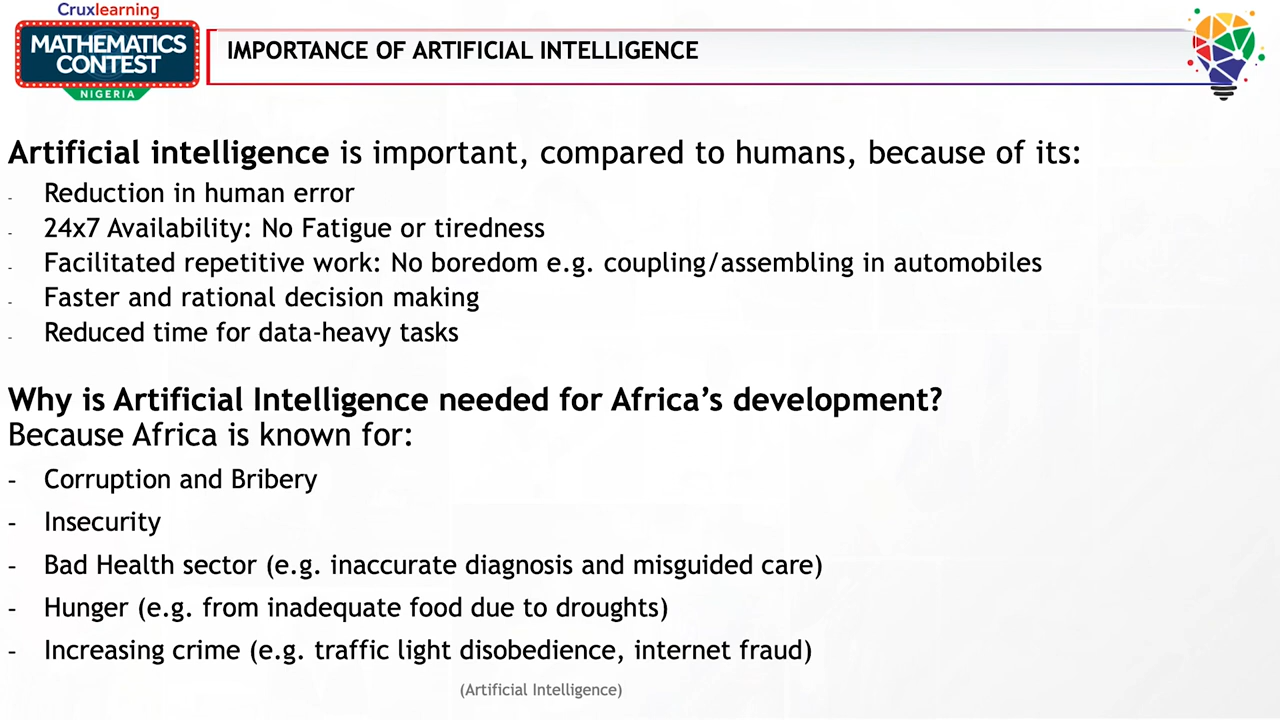 Cruxlearning
MATHEMATICS
CONTEST
NIGERIA
IMPORTANCE OF ARTIFICIAL INTELLIGENCE
Artificial intelligence is important, compared to humans, because of its:
- Reduction in human error
- 24x7 Availability: No Fatigue or tiredness
- Facilitated repetitive work: No boredom e.g. coupling/assembling in automobiles
- Faster and rational decision making
- Reduced time for data-heavy tasks
Why is Artificial Intelligence needed for Africa’s development?
Because Africa is known for:
- Corruption and Bribery
- Insecurity
- Bad Health sector (e.g. inaccurate diagnosis and misguided care)
- Hunger (e.g. from inadequate food due to droughts)
- Increasing crime (e.g. traffic light disobedience, internet fraud)
(Artificial Intelligence)